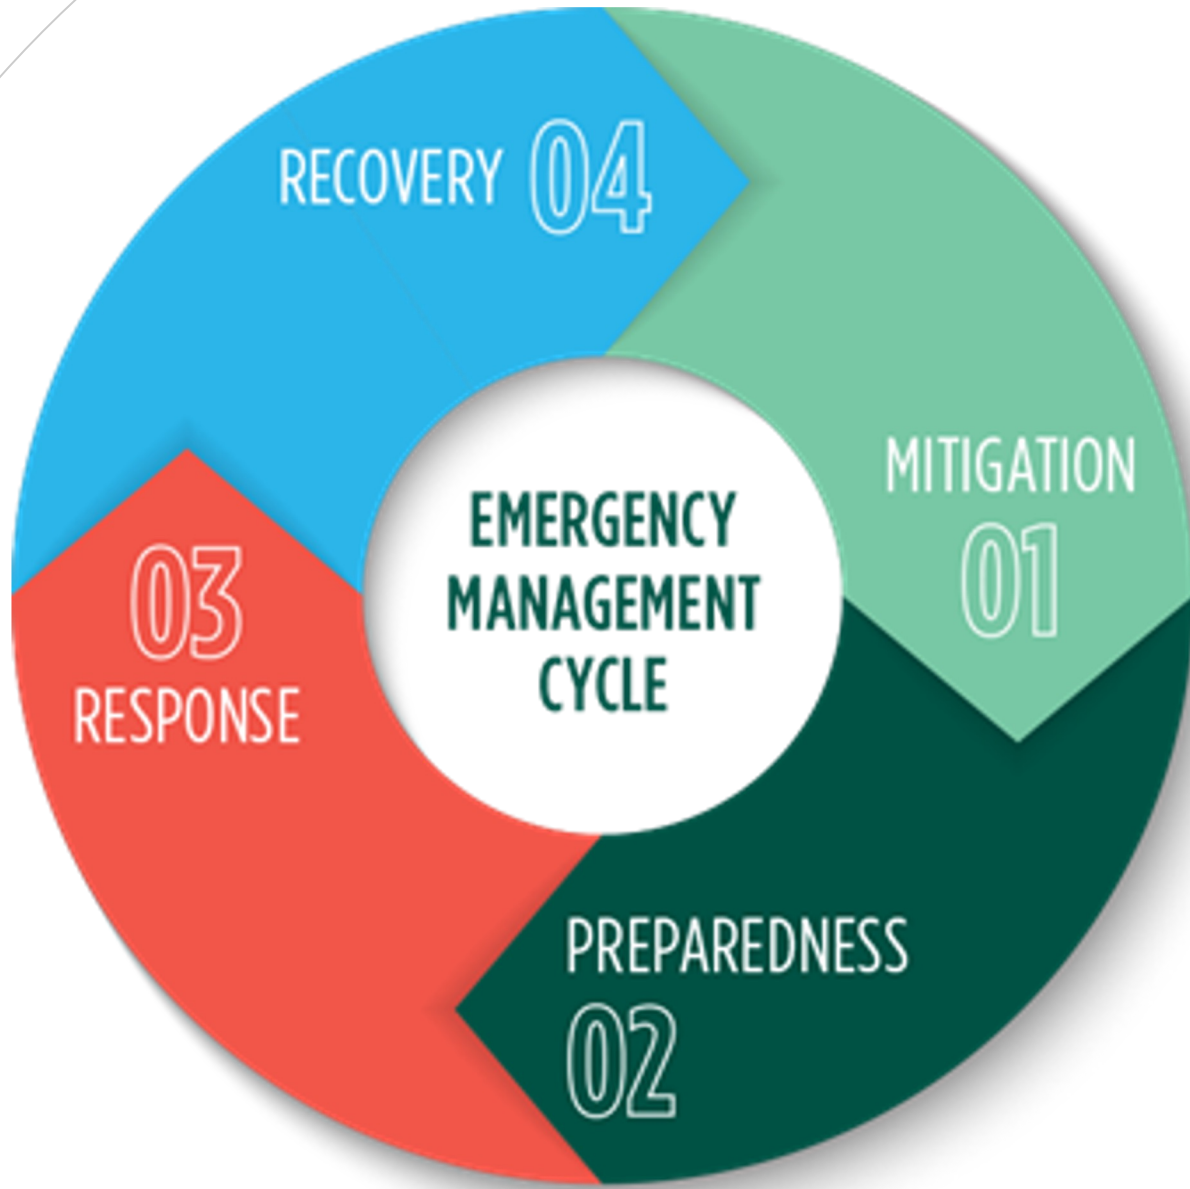 RECOVERY 04
MITIGATION
01
EMERGENCY
MANAGEMENT
CYCLE
03
RESPONSE
PREPAREDNESS
02